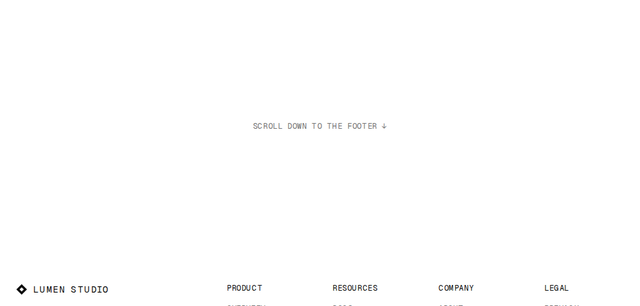 SCROLL DOWN TO THE FOOTER ↓
LUMEN STUDIO
PRODUCT
RESOURCES
COMPANY
LEGAL